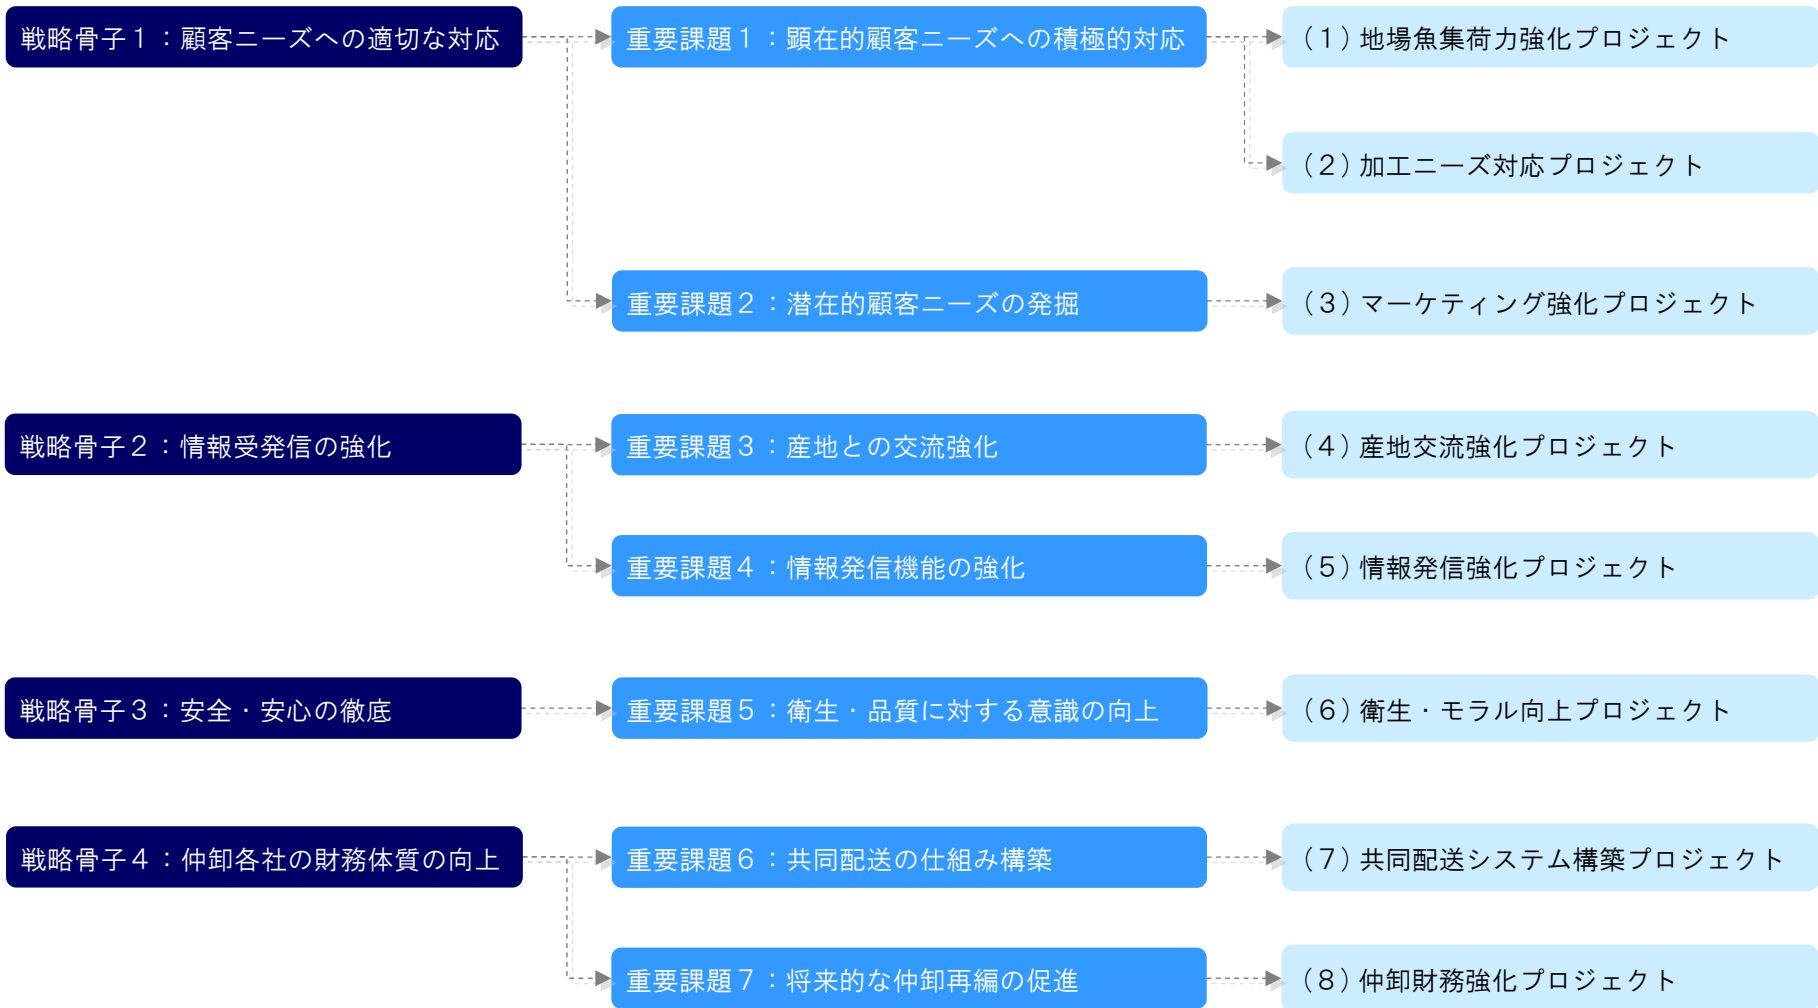 戦略骨子１：顧客ニーズへの適切な対応
重要課題１：顕在的顧客ニーズへの積極的対応
（１）地場魚集荷力強化プロジェクト
（２）加工ニーズ対応プロジェクト
重要課題２：潜在的顧客ニーズの発掘
（３）マーケティング強化プロジェクト
戦略骨子２：情報受発信の強化
重要課題３：産地との交流強化
（４）産地交流強化プロジェクト
重要課題４：情報発信機能の強化
（５）情報発信強化プロジェクト
戦略骨子３：安全・安心の徹底
重要課題５：衛生・品質に対する意識の向上
（６）衛生・モラル向上プロジェクト
戦略骨子４：仲卸各社の財務体質の向上
重要課題６：共同配送の仕組み構築
（７）共同配送システム構築プロジェクト
重要課題７：将来的な仲卸再編の促進
（８）仲卸財務強化プロジェクト